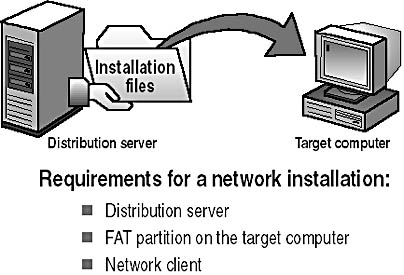 Installation
files
Distribution server
Target computer
Requirements for a network installation:
Distribution server
FAT partition on the target computer
Network client